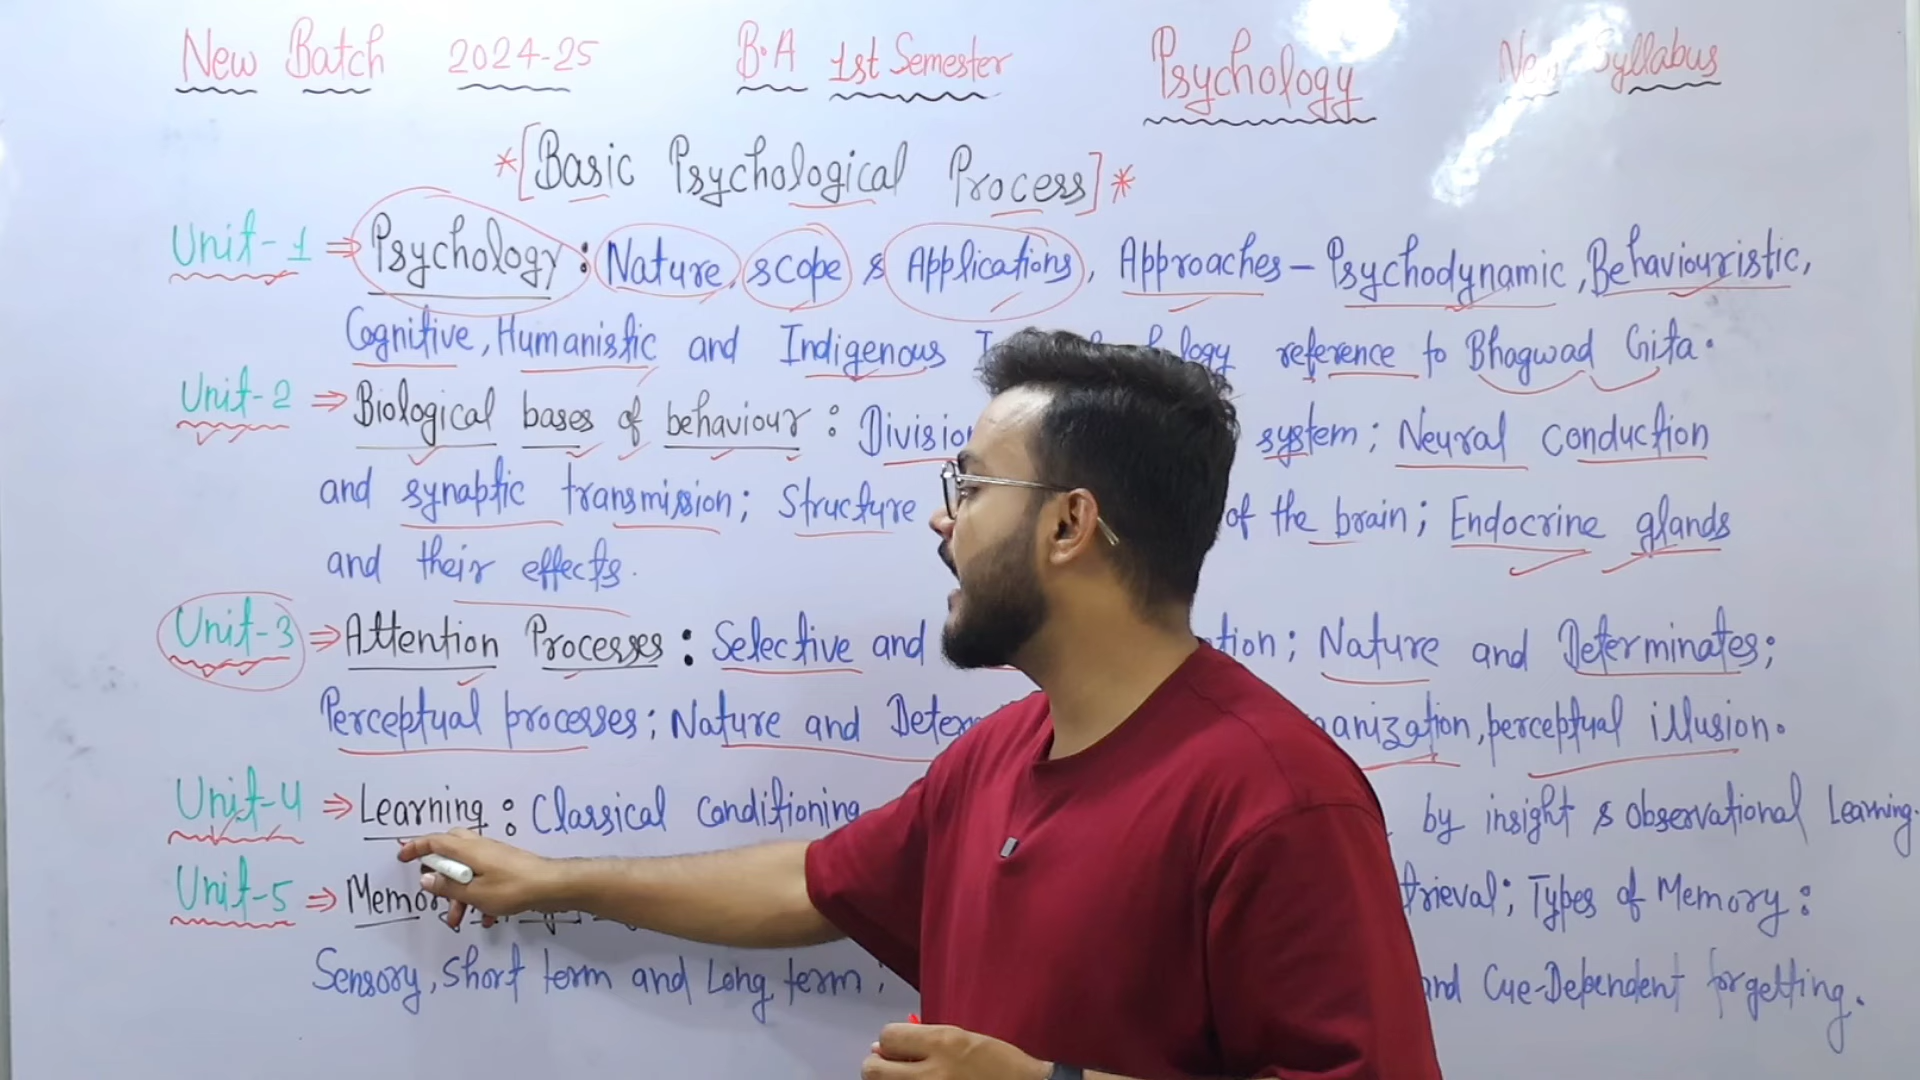 New Batch 2024-25 B.A 1st Semester Psychology New Syllabus
*[Basic Psychological Process]*
Unit-1 ⇒ Psychology: Nature, scope & Applications, Approaches - Psychodynamic, Behaviouristic,
Cognitive, Humanistic and Indigenous reference to Bhagwad Gita.
Unit-2 ⇒ Biological bases of behaviour: system; Neural conduction
and synaptic transmission; Structure of the brain; Endocrine glands
and their effects.
Unit-3 ⇒ Attention Processes: Selective and Nature and Determinates;
Perceptual processes; Nature and perceptual illusion.
Unit-4 ⇒ Learning: Classical Conditioning by insight & Observational Learning.
Unit-5 ⇒ Types of Memory:
Sensory, Short term and Long term; and Cue-Dependent forgetting.